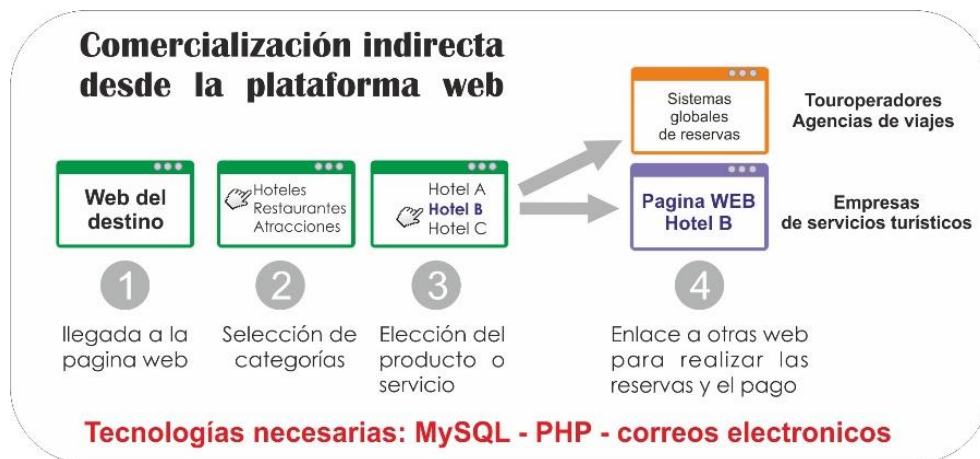 Comercialización indirecta
desde la plataforma web
Sistemas
globales
de reservas
Touroperadores
Agencias de viajes
Web del
destino
Hoteles
Restaurantes
Atracciones
Hotel A
Hotel B
Hotel C
Pagina WEB
Hotel B
Empresas
de servicios turísticos
1
llegada a la
pagina web
2
Selección de
categorías
3
Elección del
producto o
servicio
4
Enlace a otras web
para realizar las
reservas y el pago
Tecnologías necesarias: MySQL - PHP - correos electronicos